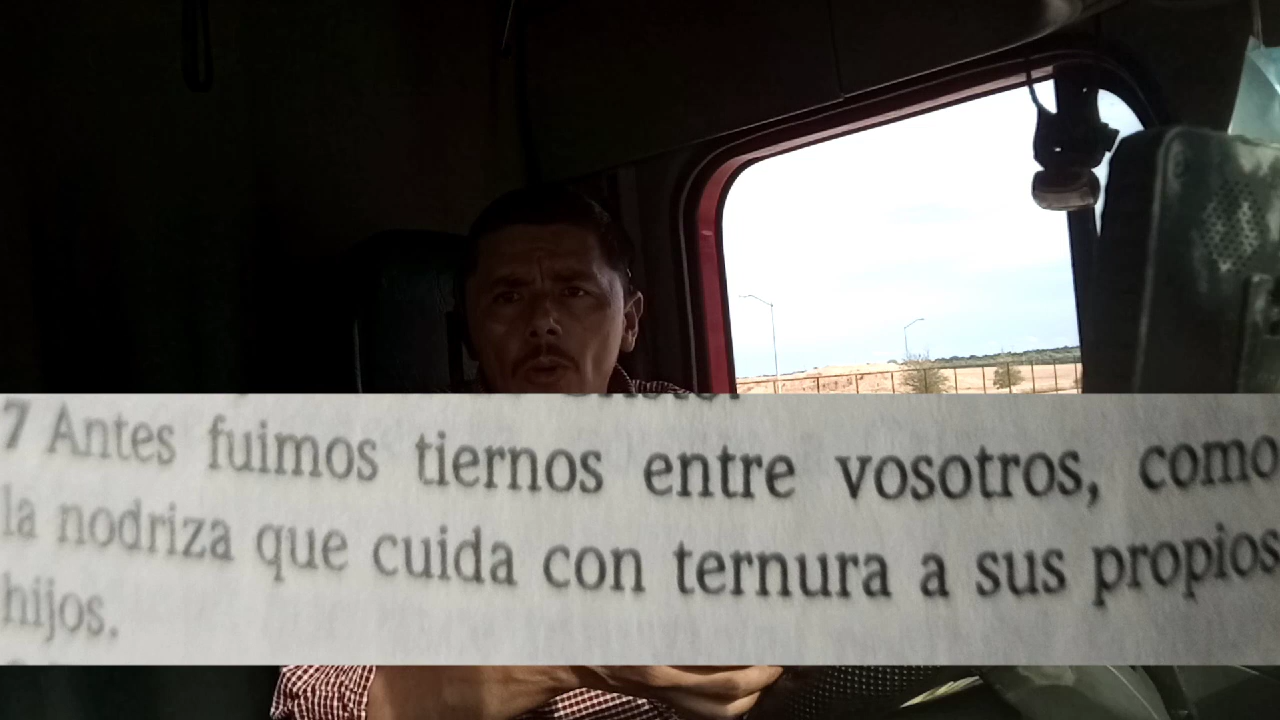 7 Antes fuimos tiernos entre vosotros, como
la nodriza que cuida con ternura a sus propios
hijos.